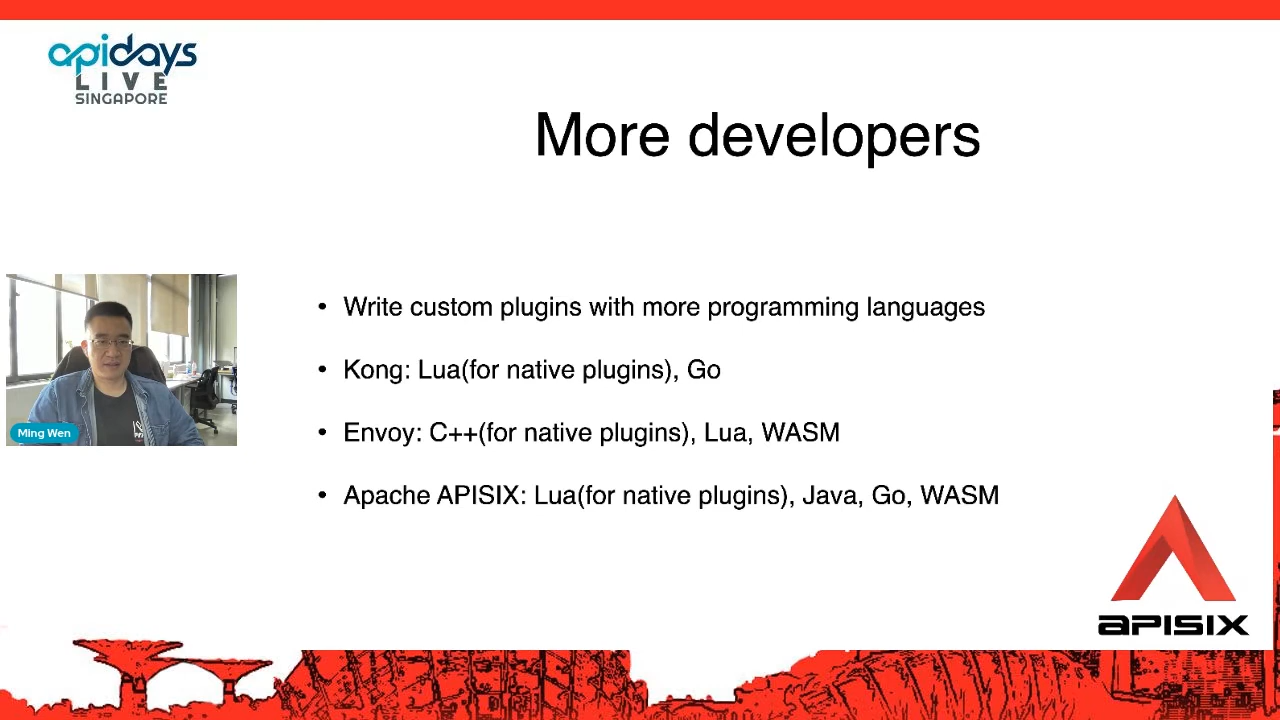 apidays
LIVE
SINGAPORE
More developers
• Write custom plugins with more programming languages
• Kong: Lua(for native plugins), Go
• Envoy: C++(for native plugins), Lua, WASM
• Apache APISIX: Lua(for native plugins), Java, Go, WASM
Ming Wen
APISIX